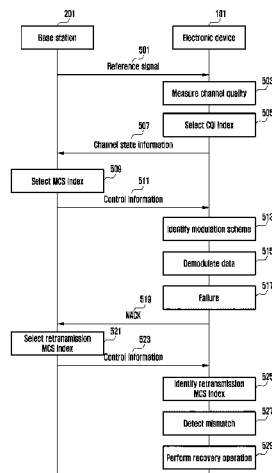 201
101
Base station
Electronic device
501
Reference signal
503
Measure channel quality
505
Select CQI Index
507
Channel state information
509
Select MCS Index
511
Control information
513
Identify modulation scheme
515
Demodulate data
517
Failure
519
NACK
521
Select retransmission
MCS Index
523
Control information
525
Identify retransmission
MCS Index
527
Detect mismatch
529
Perform recovery operation